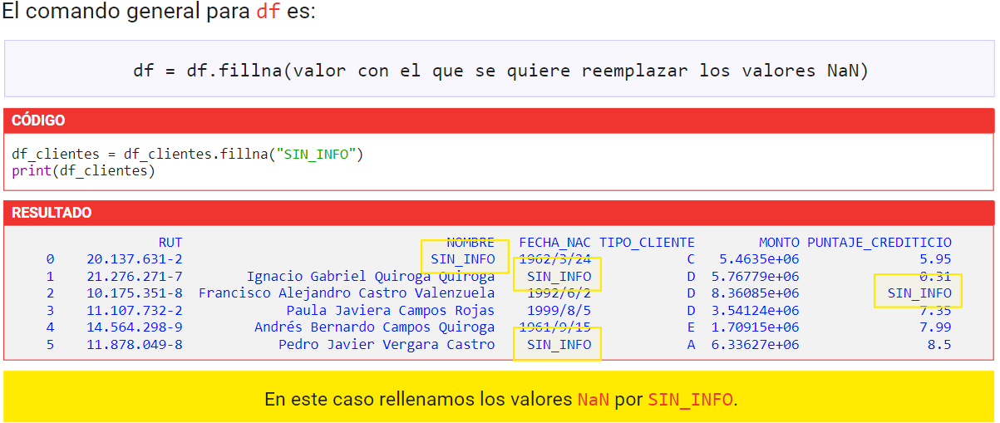 El comando general para df es:
df = df.fillna(valor con el que se quiere reemplazar los valores NaN)
CÓDIGO
df_clientes = df_clientes.fillna("SIN_INFO")
print(df_clientes)
RESULTADO
RUT NOMBRE FECHA_NAC TIPO_CLIENTE MONTO PUNTAJE_CREDITICIO
0 20.137.631-2 SIN_INFO 1962/3/24 C 5.4635e+06 5.95
1 21.276.271-7 Ignacio Gabriel Quiroga Quiroga SIN_INFO D 5.76779e+06 0.31
2 10.175.351-8 Francisco Alejandro Castro Valenzuela 1992/6/2 D 8.36085e+06 SIN_INFO
3 11.107.732-2 Paula Javiera Campos Rojas 1999/8/5 D 3.54124e+06 7.35
4 14.564.298-9 Andrés Bernardo Campos Quiroga 1961/9/15 E 1.70915e+06 7.99
5 11.878.049-8 Pedro Javier Vergara Castro SIN_INFO A 6.33627e+06 8.5
En este caso rellenamos los valores NaN por SIN_INFO.